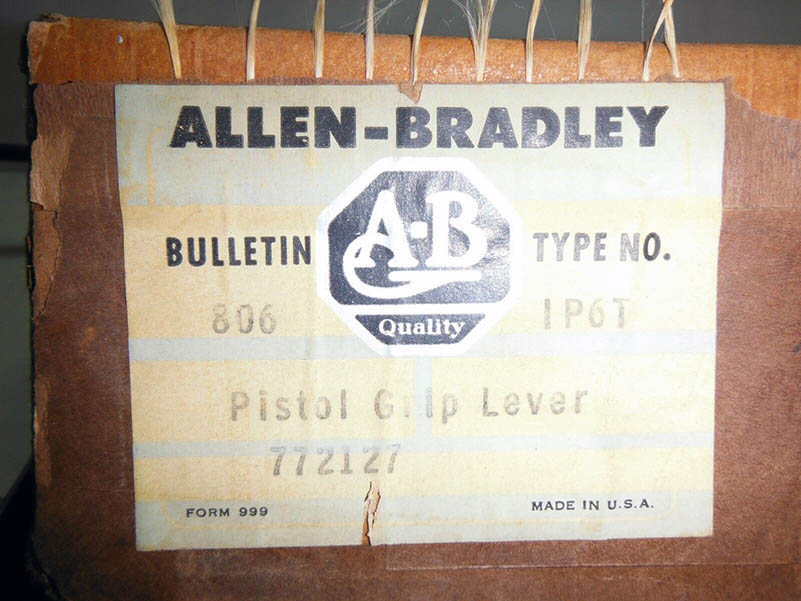 ALLEN-BRADLEY
A-B
Quality
BULLETIN TYPE NO.
806 1P6T
Pistol Grip Lever
772127
FORM 999 MADE IN U.S.A.